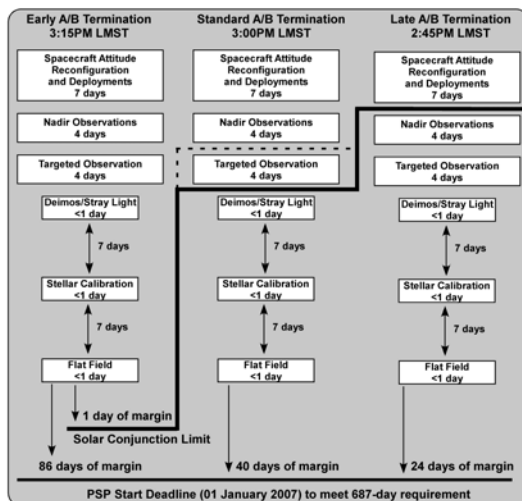 Early A/B Termination
3:15PM LMST
Spacecraft Attitude
Reconfiguration
and Deployments
7 days
Nadir Observations
4 days
Targeted Observation
4 days
Deimos/Stray Light
<1 day
7 days
Stellar Calibration
<1 day
7 days
Flat Field
<1 day
1 day of margin
Solar Conjunction Limit
86 days of margin
Standard A/B Termination
3:00PM LMST
Spacecraft Attitude
Reconfiguration
and Deployments
7 days
Nadir Observations
4 days
Targeted Observation
4 days
Deimos/Stray Light
<1 day
7 days
Stellar Calibration
<1 day
7 days
Flat Field
<1 day
40 days of margin
Late A/B Termination
2:45PM LMST
Spacecraft Attitude
Reconfiguration
and Deployments
7 days
Nadir Observations
4 days
Targeted Observation
4 days
Deimos/Stray Light
<1 day
7 days
Stellar Calibration
<1 day
7 days
Flat Field
<1 day
24 days of margin
PSP Start Deadline (01 January 2007) to meet 687-day requirement